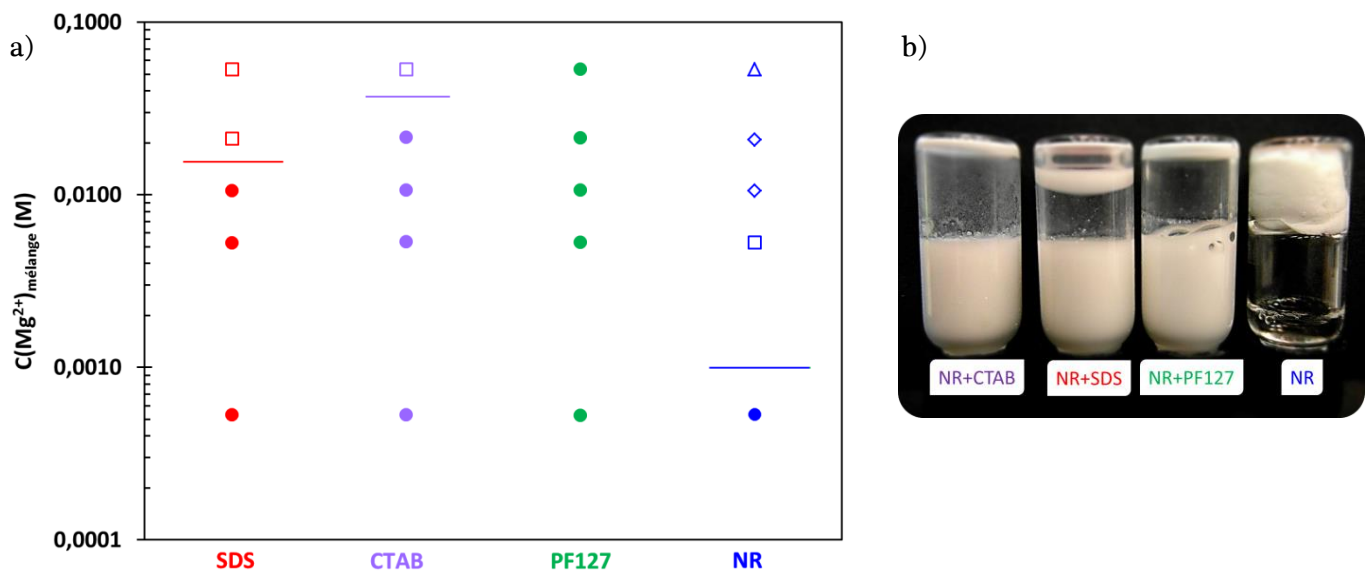 a)
C(Mg²⁺)mélange (M)
0,1000
0,0100
0,0010
0,0001
SDS CTAB PF127 NR
b)
NR+CTAB NR+SDS NR+PF127 NR